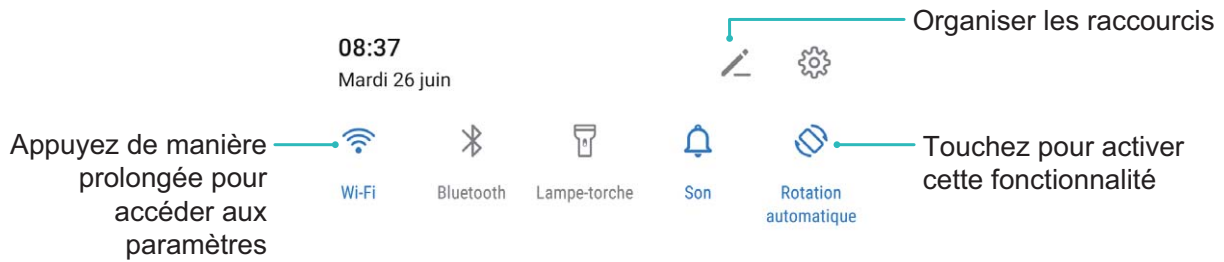 Organiser les raccourcis
08:37
Mardi 26 juin
Appuyez de manière
prolongée pour
accéder aux
paramètres
Wi-Fi
Bluetooth
Lampe-torche
Son
Rotation
automatique
Touchez pour activer
cette fonctionnalité